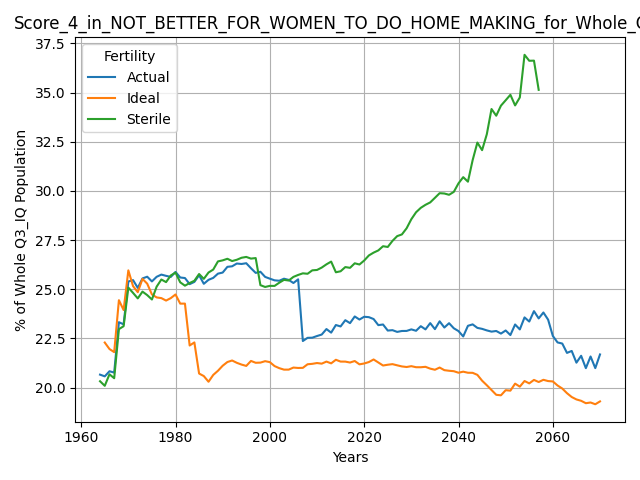 Score_4_in_NOT_BETTER_FOR_WOMEN_TO_DO_HOME_MAKING_for_Whole_
Fertility
Actual
Ideal
Sterile
% of Whole Q3_IQ Population
37.5
35.0
32.5
30.0
27.5
25.0
22.5
20.0
1960
1980
2000
2020
2040
2060
Years